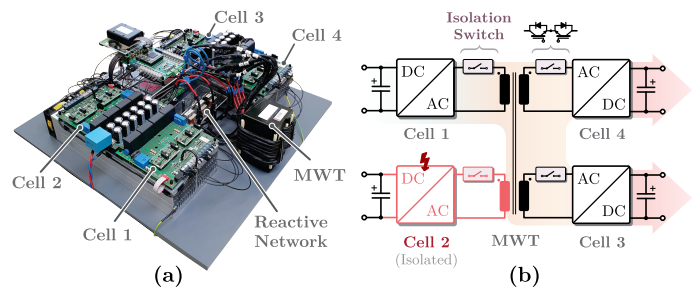 Cell 3
Cell 4
Cell 2
Cell 1
MWT
Reactive
Network
(a)
Isolation
Switch
DC
AC
Cell 1
AC
DC
Cell 4
DC
AC
Cell 2
(Isolated)
MWT
AC
DC
Cell 3
(b)